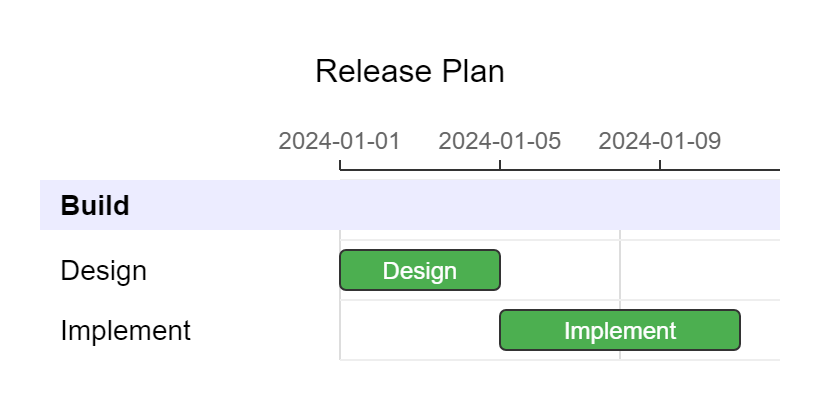 Release Plan
2024-01-01 2024-01-05 2024-01-09
Build
Design Design
Implement Implement